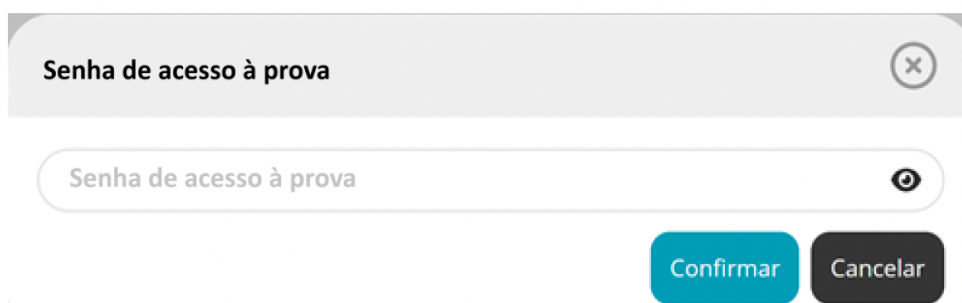 Senha de acesso à prova
Senha de acesso à prova
Confirmar Cancelar